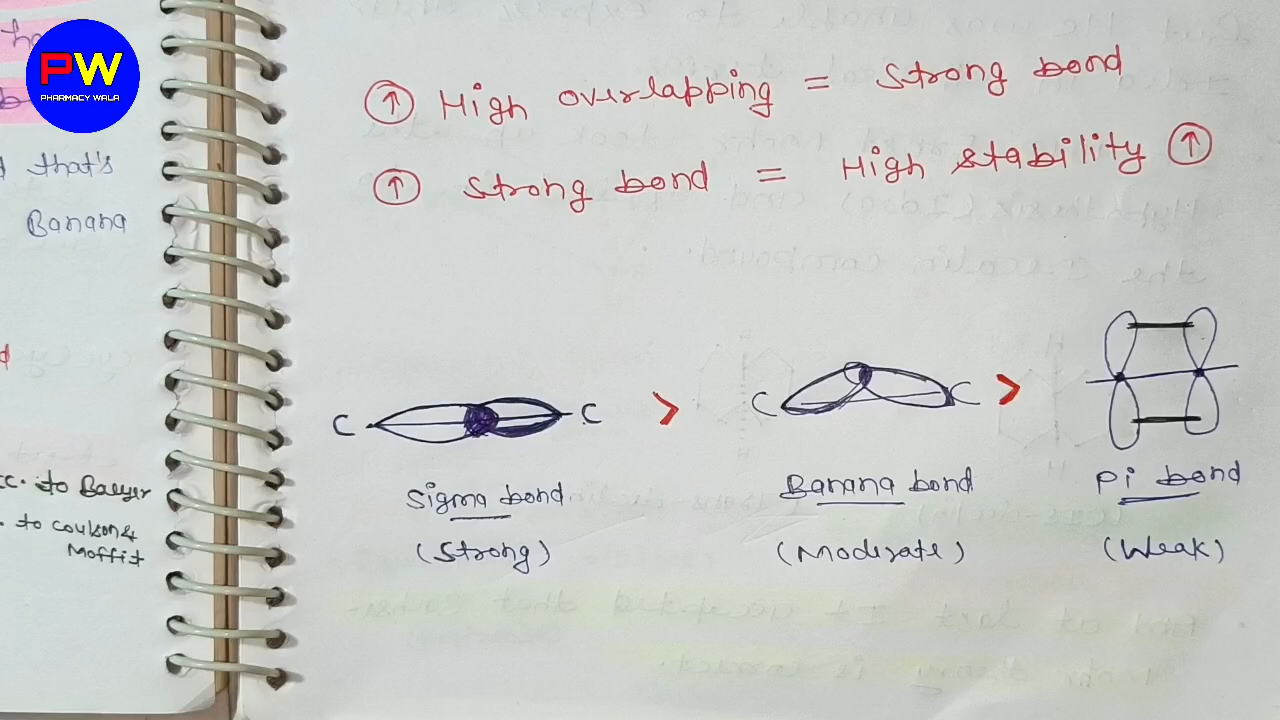 PW
PHARMACY WALA
that's
Banana
to Baeyer
to coulson &
Moffit
↑ High overlapping = strong bond
↑ strong bond = High stability ↑
C C > C C >
Sigma bond Banana bond Pi bond
(Strong) (Moderate) (Weak)